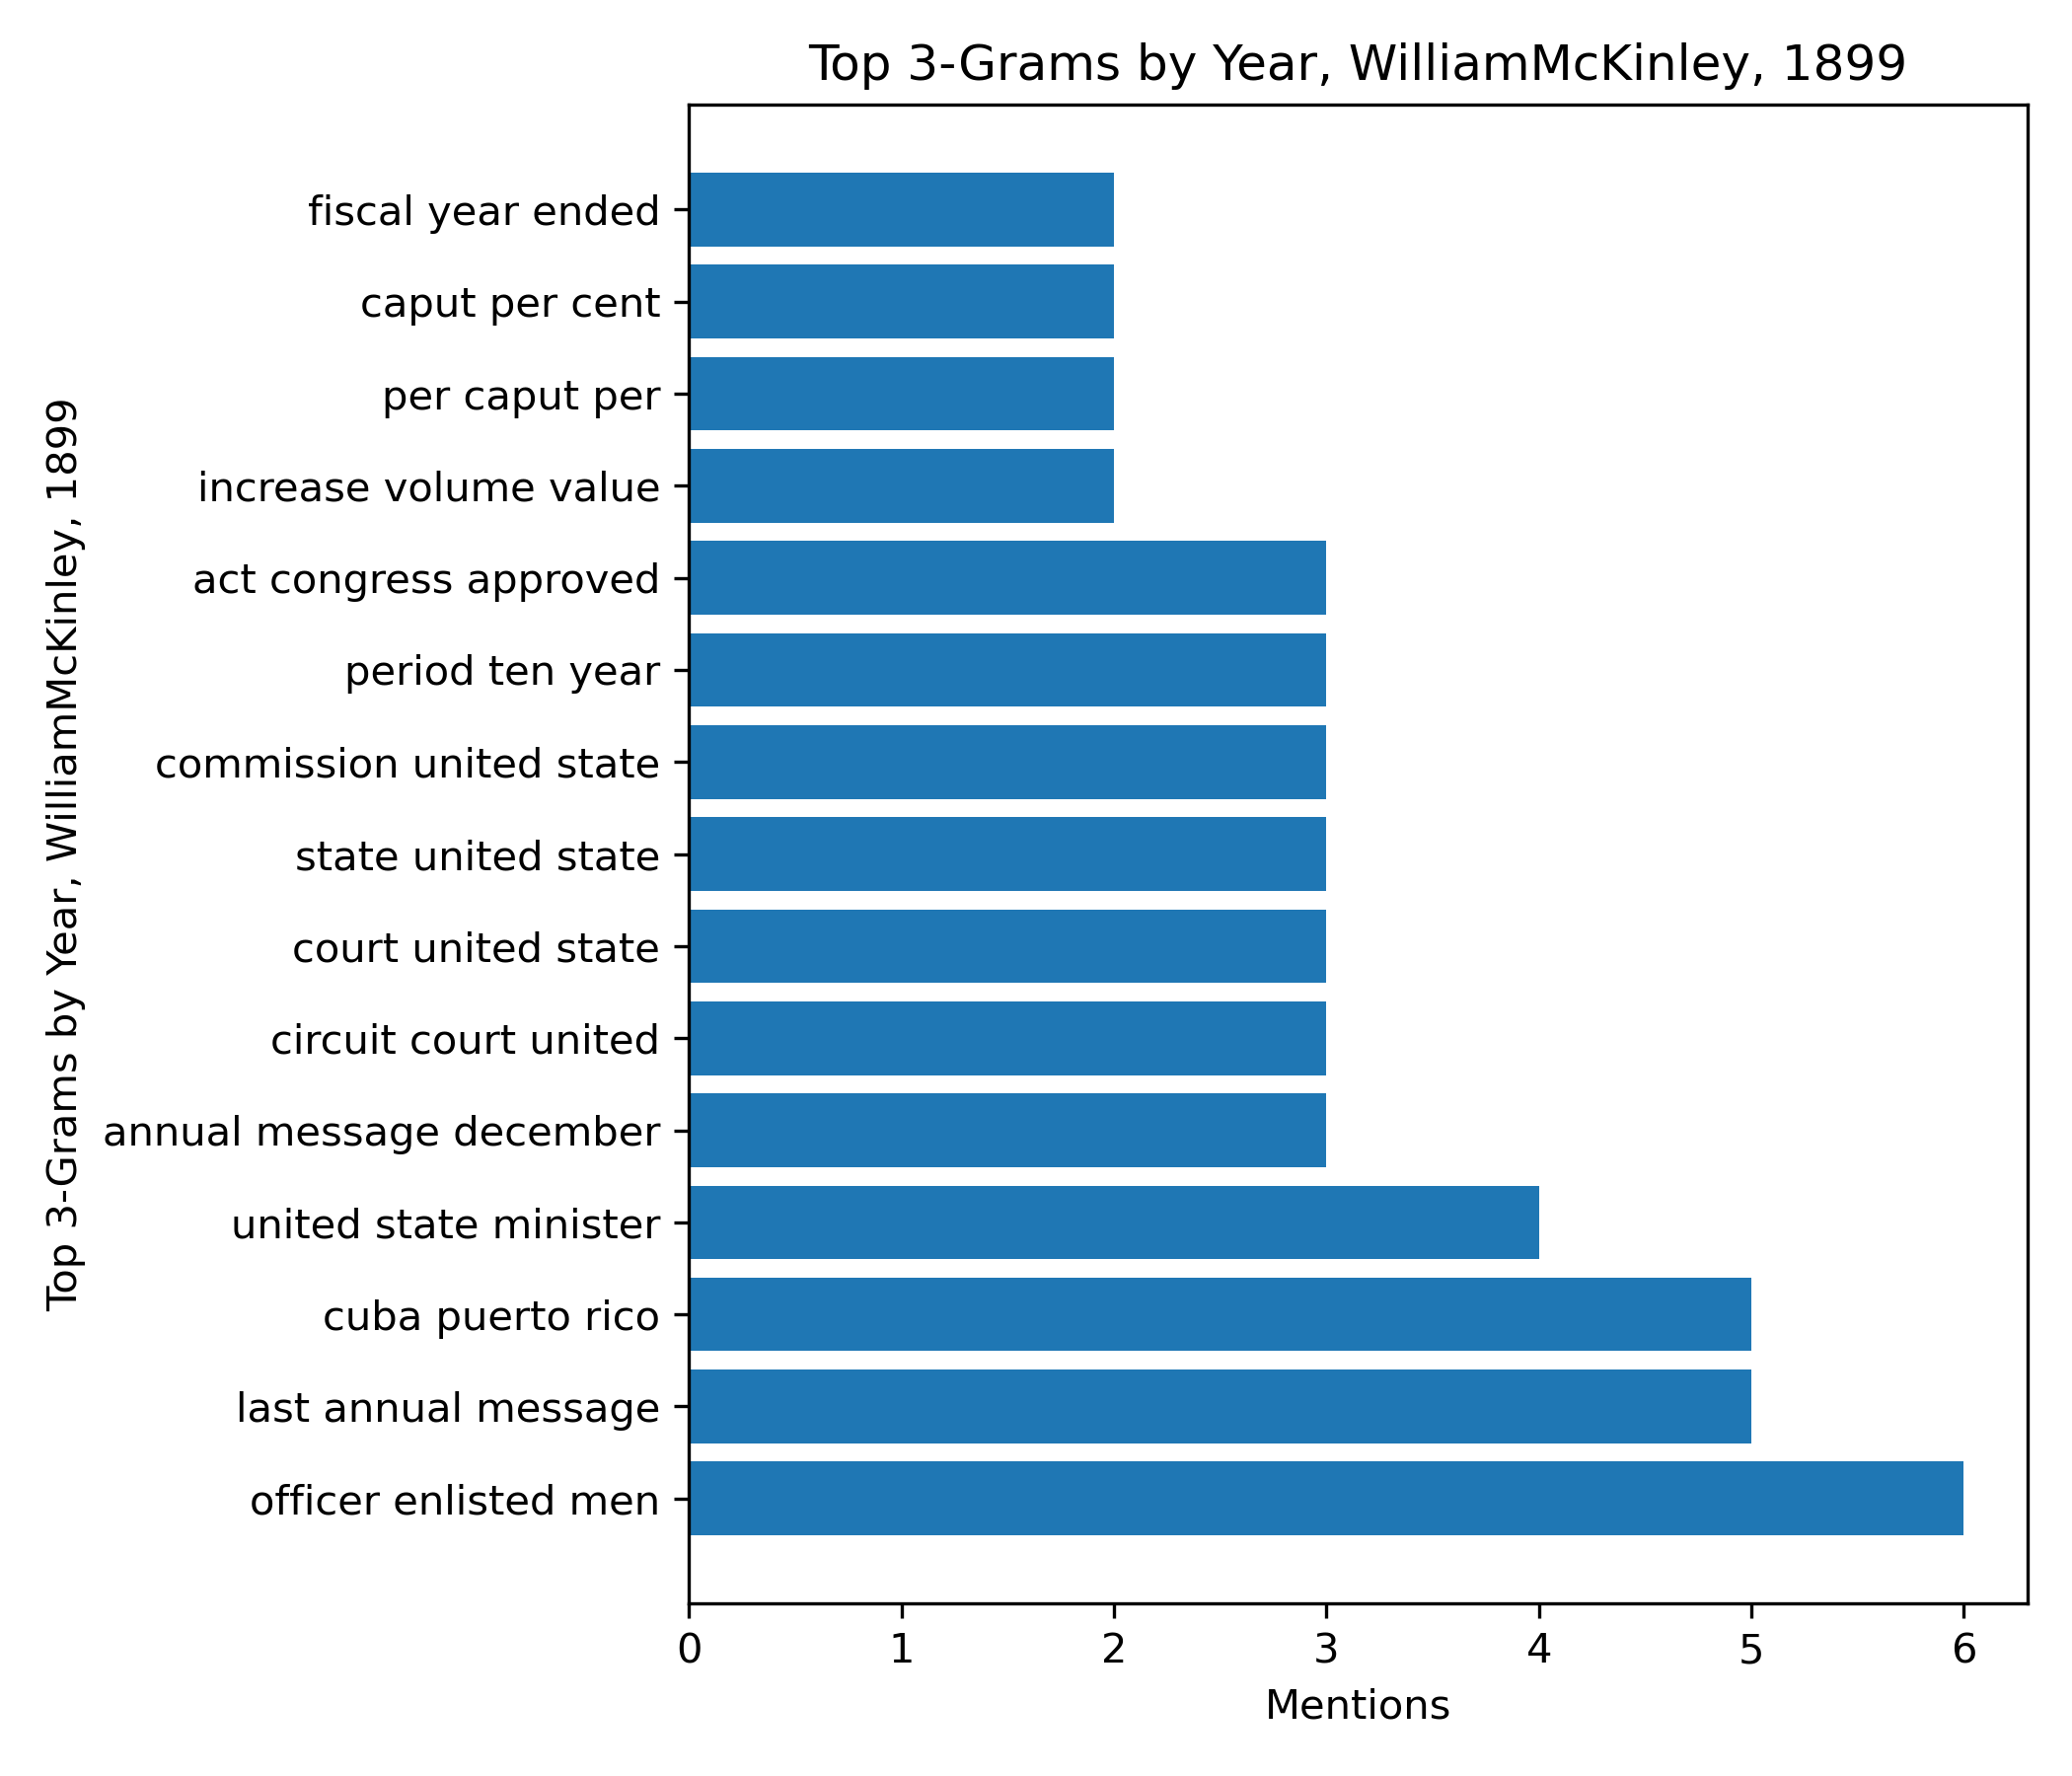 Top 3-Grams by Year, WilliamMcKinley, 1899
Top 3-Grams by Year, WilliamMcKinley, 1899
fiscal year ended
caput per cent
per caput per
increase volume value
act congress approved
period ten year
commission united state
state united state
court united state
circuit court united
annual message december
united state minister
cuba puerto rico
last annual message
officer enlisted men
0 1 2 3 4 5 6
Mentions